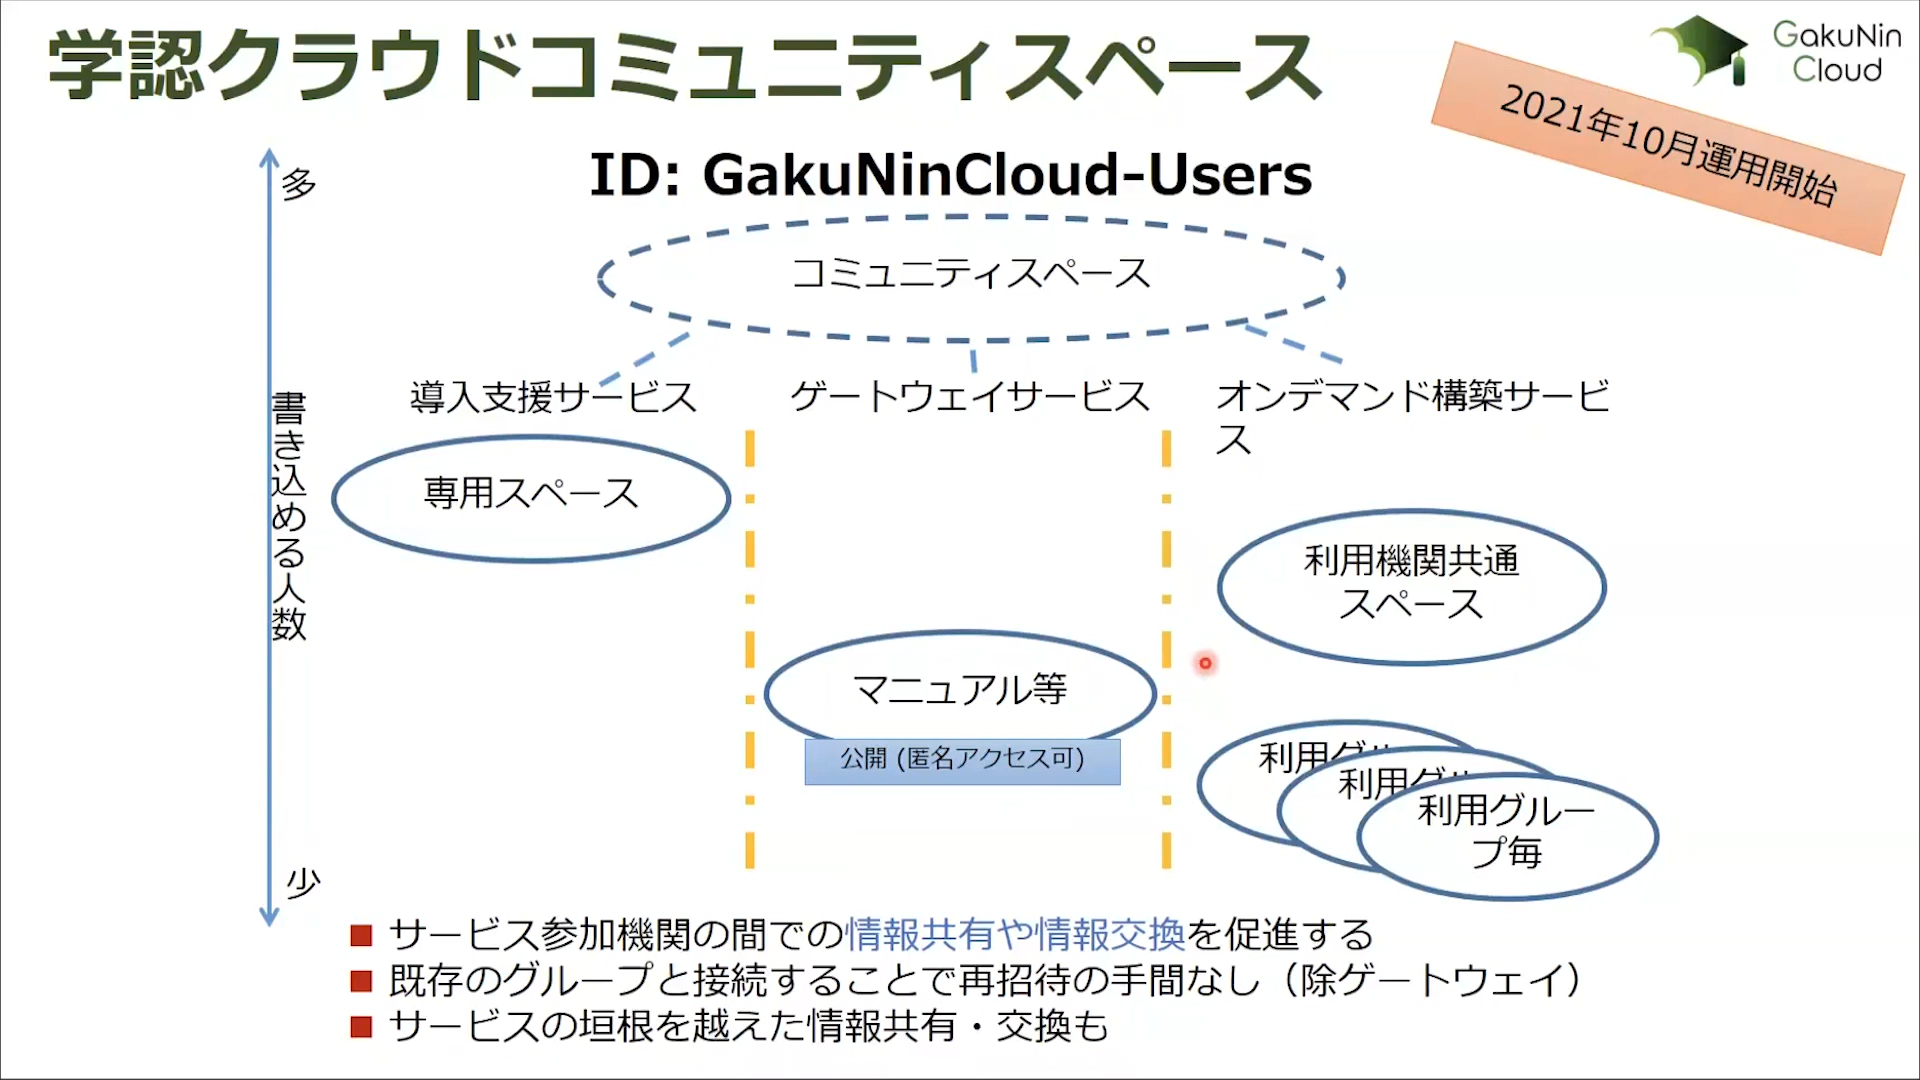 学認クラウドコミュニティスペース
GakuNin
Cloud
2021年10月運用開始
多
ID: GakuNinCloud-Users
コミュニティスペース
導入支援サービス
ゲートウェイサービス
オンデマンド構築サービ
ス
書き込める人数
専用スペース
利用機関共通
スペース
マニュアル等
公開 (匿名アクセス可)
利用グル
利用グル
利用グルー
プ毎
少
サービス参加機関の間での情報共有や情報交換を促進する
既存のグループと接続することで再招待の手間なし（除ゲートウェイ）
サービスの垣根を越えた情報共有・交換も